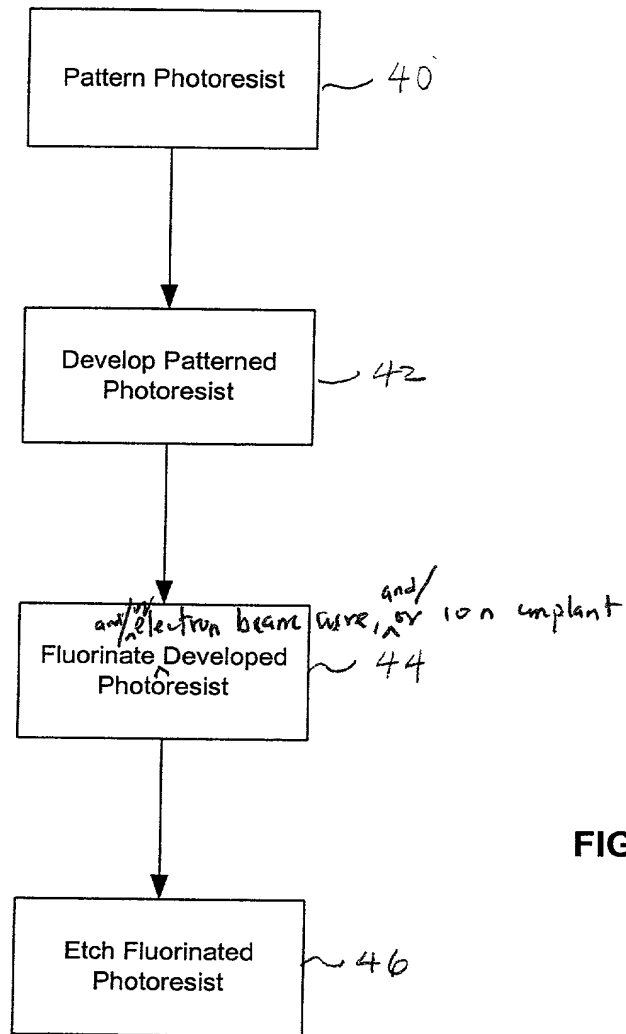 Pattern Photoresist
40
Develop Patterned
Photoresist
42
and/or electron beam cure, and/or ion implant
Fluorinate ^ Developed
Photoresist
44
FIG
Etch Fluorinated
Photoresist
46